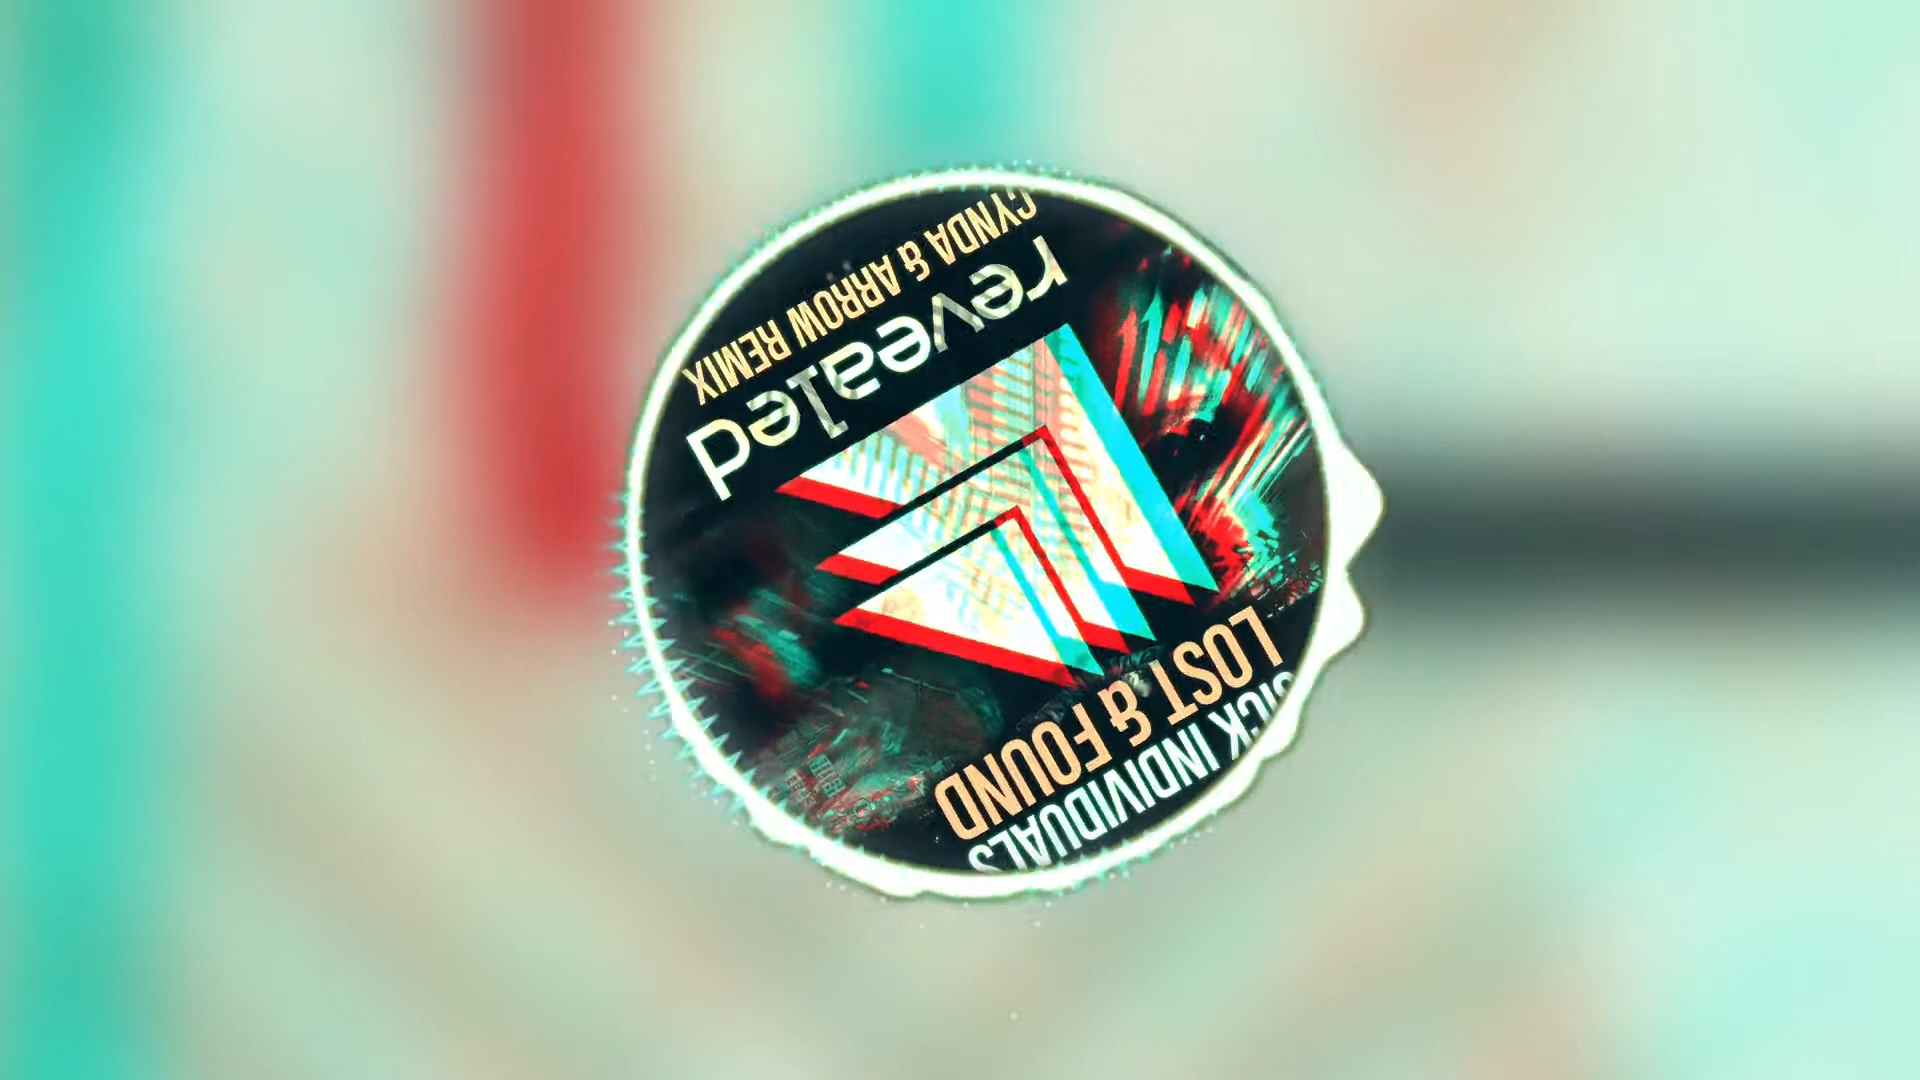 SICK INDIVIDUALS
LOST & FOUND
revealed
CYNDA & ARROW REMIX